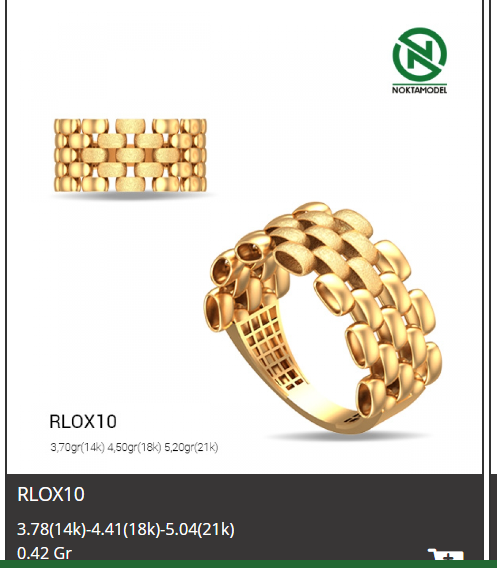 NOKTAMODEL
RLOX10
3,70gr(14k) 4,50gr(18k) 5,20gr(21k)
RLOX10
3.78(14k)-4.41(18k)-5.04(21k)
0.42 Gr